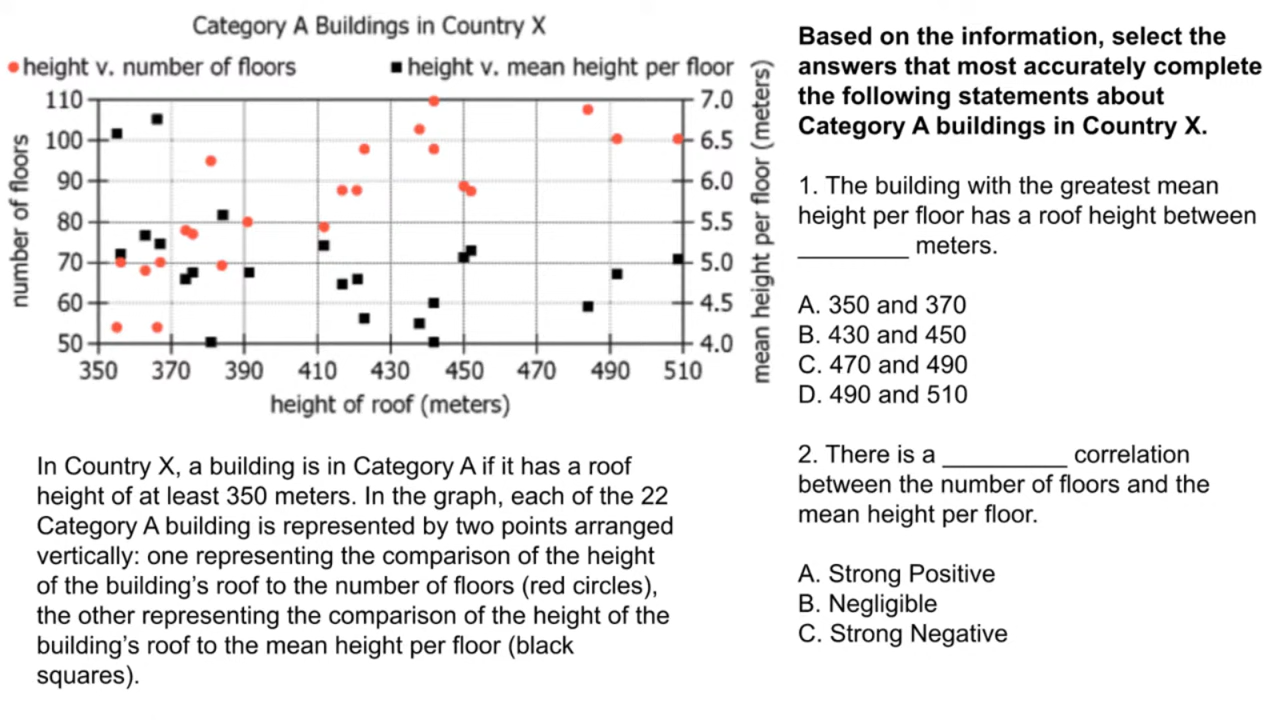 Category A Buildings in Country X
height v. number of floors
height v. mean height per floor
number of floors
110
100
90
80
70
60
50
7.0
6.5
6.0
5.5
5.0
4.5
4.0
mean height per floor (meters)
350 370 390 410 430 450 470 490 510
height of roof (meters)
In Country X, a building is in Category A if it has a roof
height of at least 350 meters. In the graph, each of the 22
Category A building is represented by two points arranged
vertically: one representing the comparison of the height
of the building's roof to the number of floors (red circles),
the other representing the comparison of the height of the
building's roof to the mean height per floor (black
squares).
Based on the information, select the
answers that most accurately complete
the following statements about
Category A buildings in Country X.
1. The building with the greatest mean
height per floor has a roof height between
_________ meters.
A. 350 and 370
B. 430 and 450
C. 470 and 490
D. 490 and 510
2. There is a __________ correlation
between the number of floors and the
mean height per floor.
A. Strong Positive
B. Negligible
C. Strong Negative